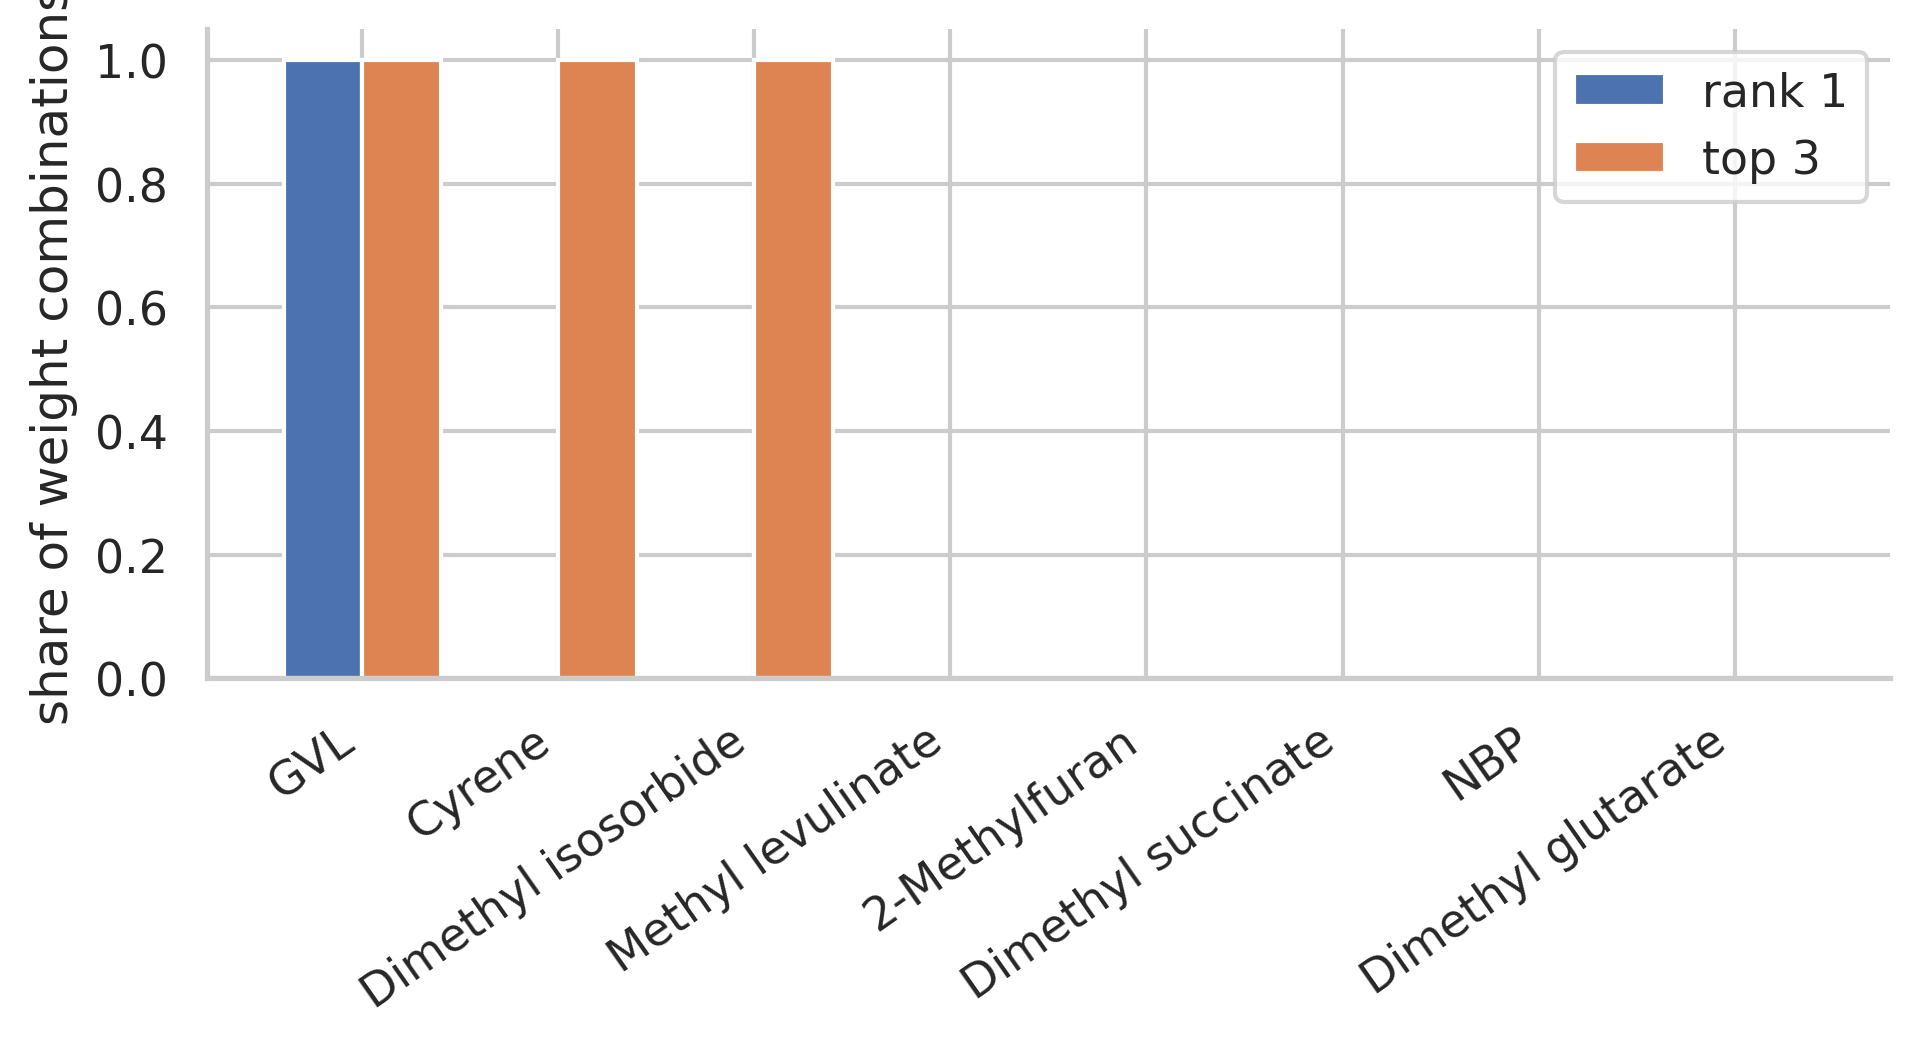 share of weight combinations
1.0
0.8
0.6
0.4
0.2
0.0
rank 1
top 3
GVL
Cyrene
Dimethyl isosorbide
Methyl levulinate
2-Methylfuran
Dimethyl succinate
NBP
Dimethyl glutarate